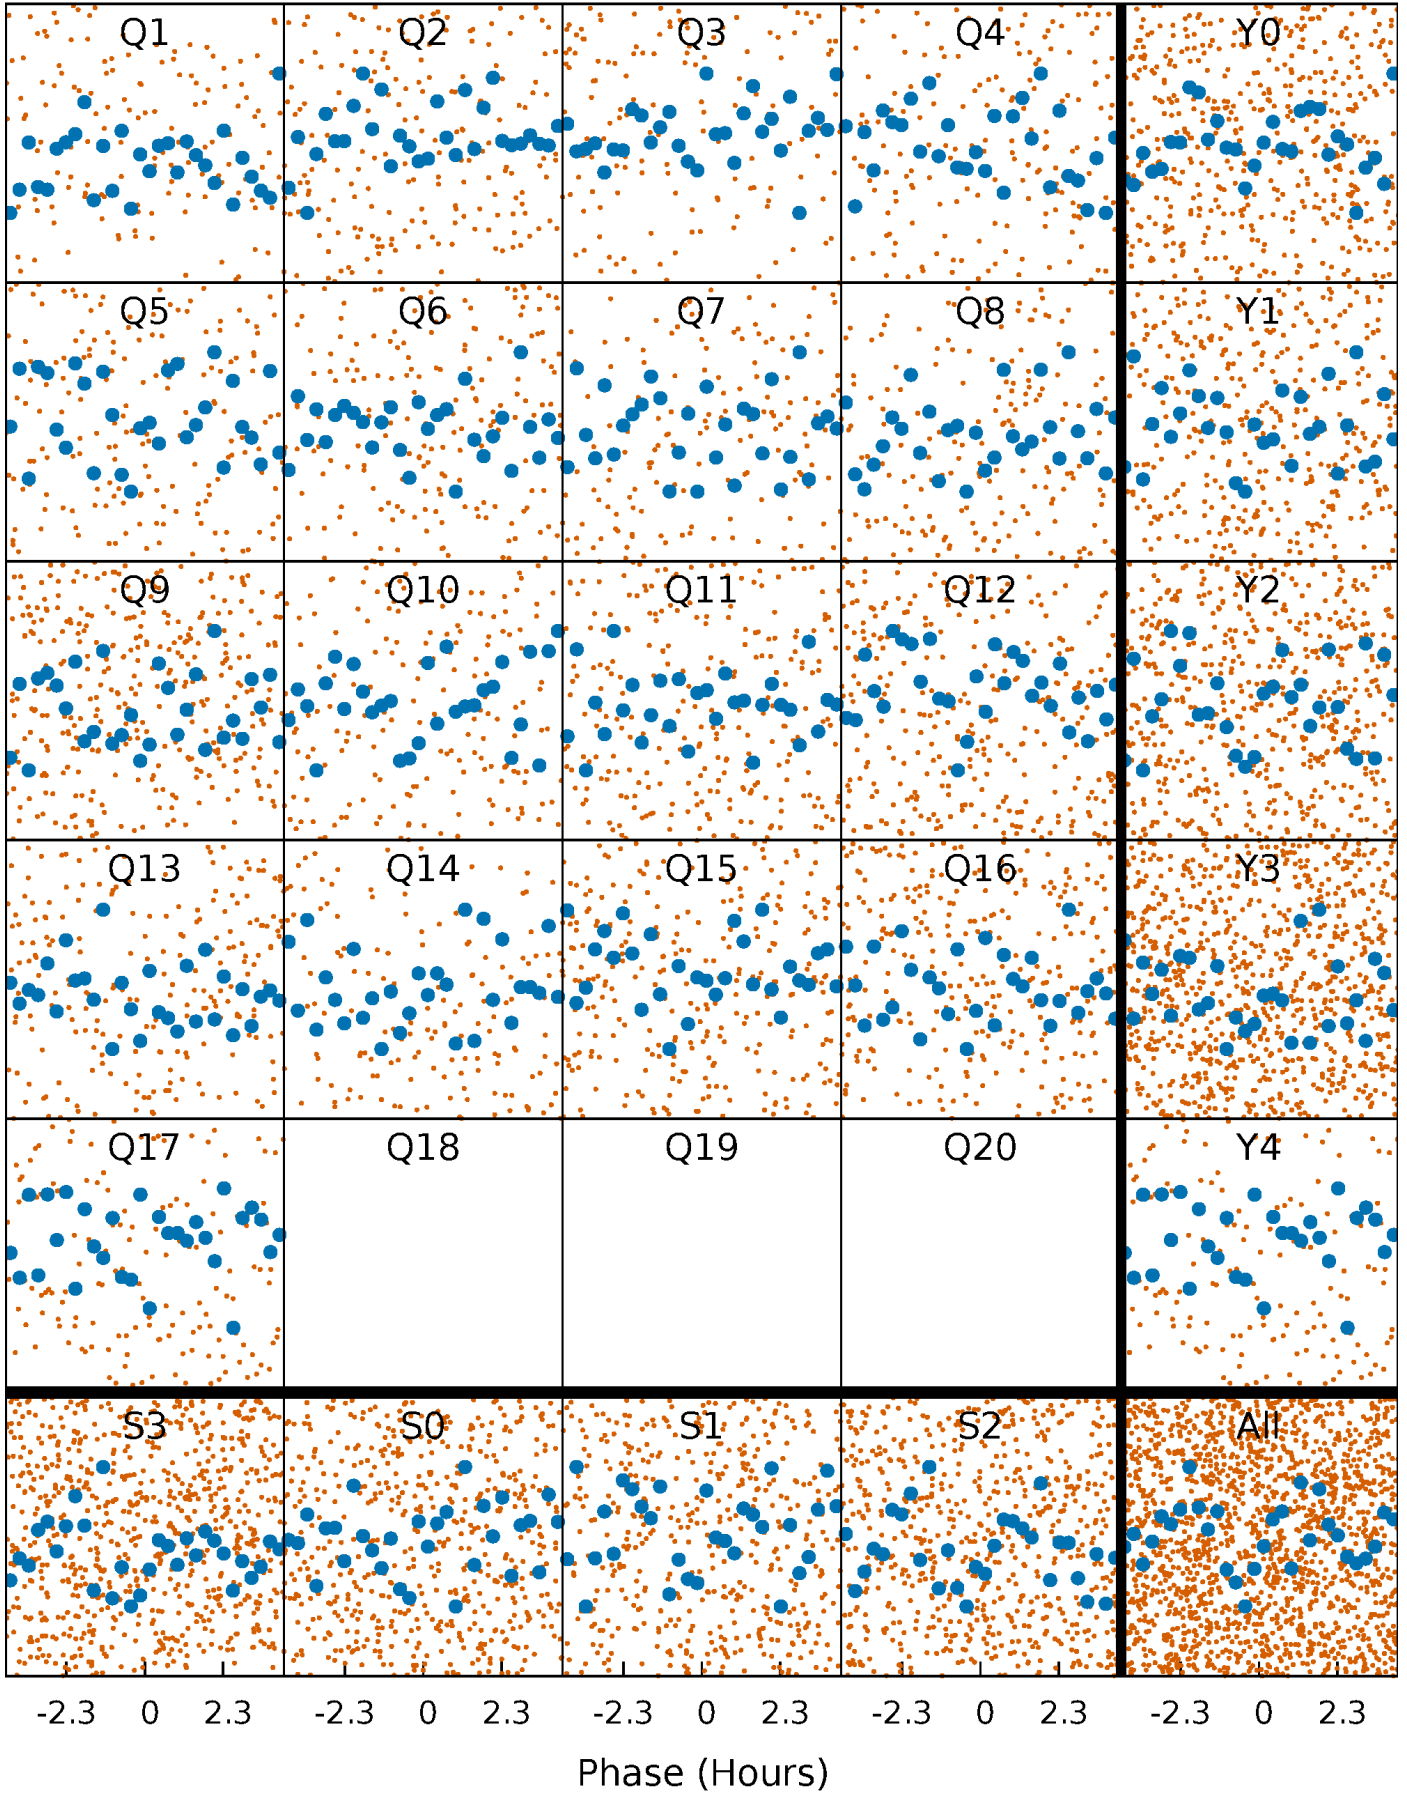 Q1 Q2 Q3 Q4 Y0
Q5 Q6 Q7 Q8 Y1
Q9 Q10 Q11 Q12 Y2
Q13 Q14 Q15 Q16 Y3
Q17 Q18 Q19 Q20 Y4
S3 S0 S1 S2 All
-2.3 0 2.3 -2.3 0 2.3 -2.3 0 2.3 -2.3 0 2.3 -2.3 0 2.3
Phase (Hours)